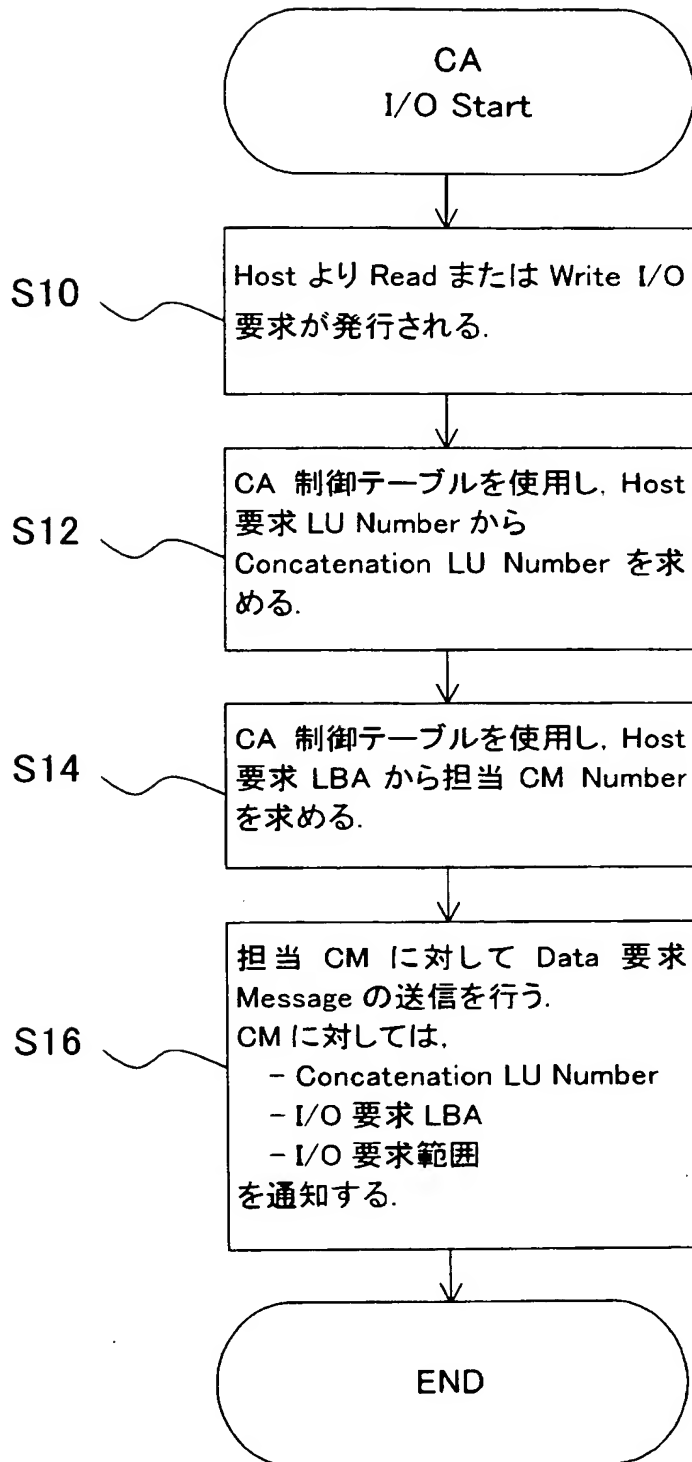 CA
I/O Start
S10
Host より Read または Write I/O
要求が発行される.
S12
CA 制御テーブルを使用し, Host
要求 LU Number から
Concatenation LU Number を求
める.
S14
CA 制御テーブルを使用し, Host
要求 LBA から担当 CM Number
を求める.
S16
担当 CM に対して Data 要求
Message の送信を行う.
CM に対しては,
- Concatenation LU Number
- I/O 要求 LBA
- I/O 要求範囲
を通知する.
END